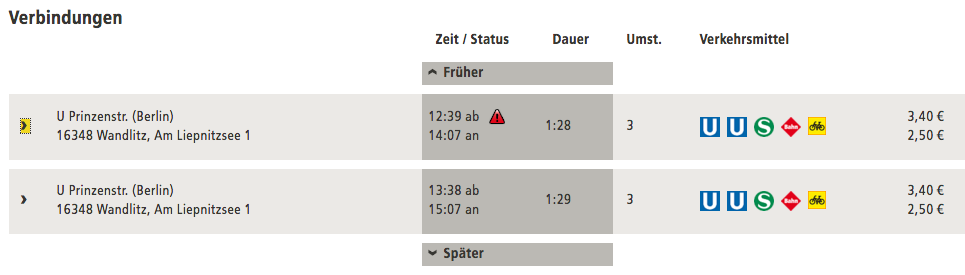 Verbindungen
Zeit / Status Dauer Umst. Verkehrsmittel
Früher
U Prinzenstr. (Berlin) 12:39 ab 3,40 €
1:28 3 U U S Bahn
16348 Wandlitz, Am Liepnitzsee 1 14:07 an 2,50 €
U Prinzenstr. (Berlin) 13:38 ab 3,40 €
1:29 3 U U S Bahn
16348 Wandlitz, Am Liepnitzsee 1 15:07 an 2,50 €
Später